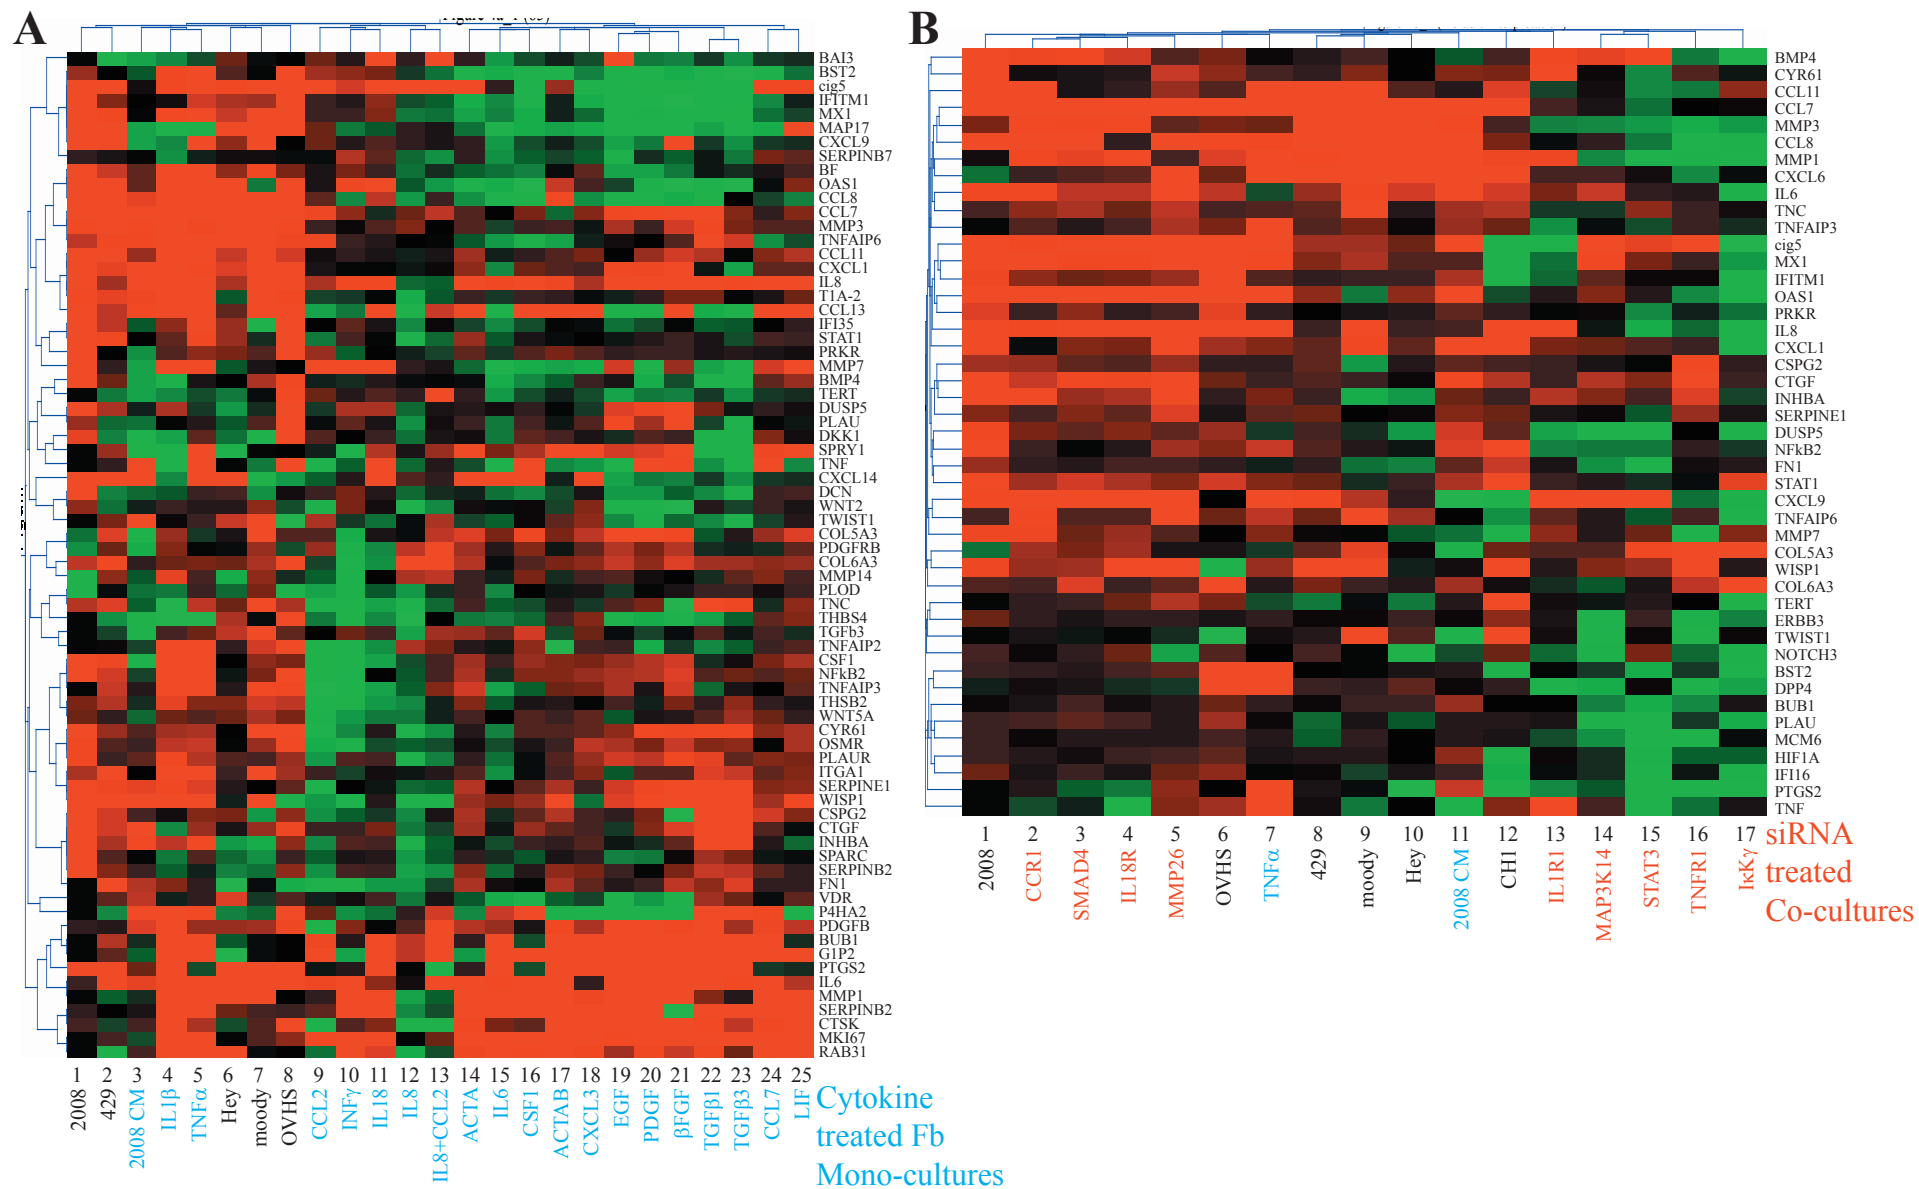 A
BAI3
BST2
cig5
IFITM1
MX1
MAP17
CXCL9
SERPINB7
BF
OAS1
CCL8
CCL7
MMP3
TNFAIP6
CCL11
CXCL1
IL8
T1A-2
CCL13
IFI35
STAT1
PRKR
MMP7
BMP4
TERT
DUSP5
PLAU
DKK1
SPRY1
TNF
CXCL14
DCN
WNT2
TWIST1
COL5A3
PDGFRB
COL6A3
MMP14
PLOD
TNC
THBS4
TGFb3
TNFAIP2
CSF1
NFkB2
TNFAIP3
THSB2
WNT5A
CYR61
OSMR
PLAUR
ITGA1
SERPINE1
WISP1
CSPG2
CTGF
INHBA
SPARC
SERPINB2
FN1
VDR
P4HA2
PDGFB
BUB1
G1P2
PTGS2
IL6
MMP1
SERPINB2
CTSK
MKI67
RAB31
1 2 3 4 5 6 7 8 9 10 11 12 13 14 15 16 17 18 19 20 21 22 23 24 25
2008
429
2008 CM
IL1β
TNFα
Hey
moody
OVHS
CCL2
INFγ
IL18
IL8
IL8+CCL2
ACTA
IL6
CSF1
ACTAB
CXCL3
EGF
PDGF
βFGF
TGFβ1
TGFβ3
CCL7
LIF
Cytokine
treated Fb
Mono-cultures
B
BMP4
CYR61
CCL11
CCL7
MMP3
CCL8
MMP1
CXCL6
IL6
TNC
TNFAIP3
cig5
MX1
IFITM1
OAS1
PRKR
IL8
CXCL1
CSPG2
CTGF
INHBA
SERPINE1
DUSP5
NFkB2
FN1
STAT1
CXCL9
TNFAIP6
MMP7
COL5A3
WISP1
COL6A3
TERT
ERBB3
TWIST1
NOTCH3
BST2
DPP4
BUB1
PLAU
MCM6
HIF1A
IFI16
PTGS2
TNF
1 2 3 4 5 6 7 8 9 10 11 12 13 14 15 16 17
2008
CCR1
SMAD4
IL18R
MMP26
OVHS
TNFα
429
moody
Hey
2008 CM
CH1
IL1R1
MAP3K14
STAT3
TNFR1
IκKγ
siRNA
treated
Co-cultures